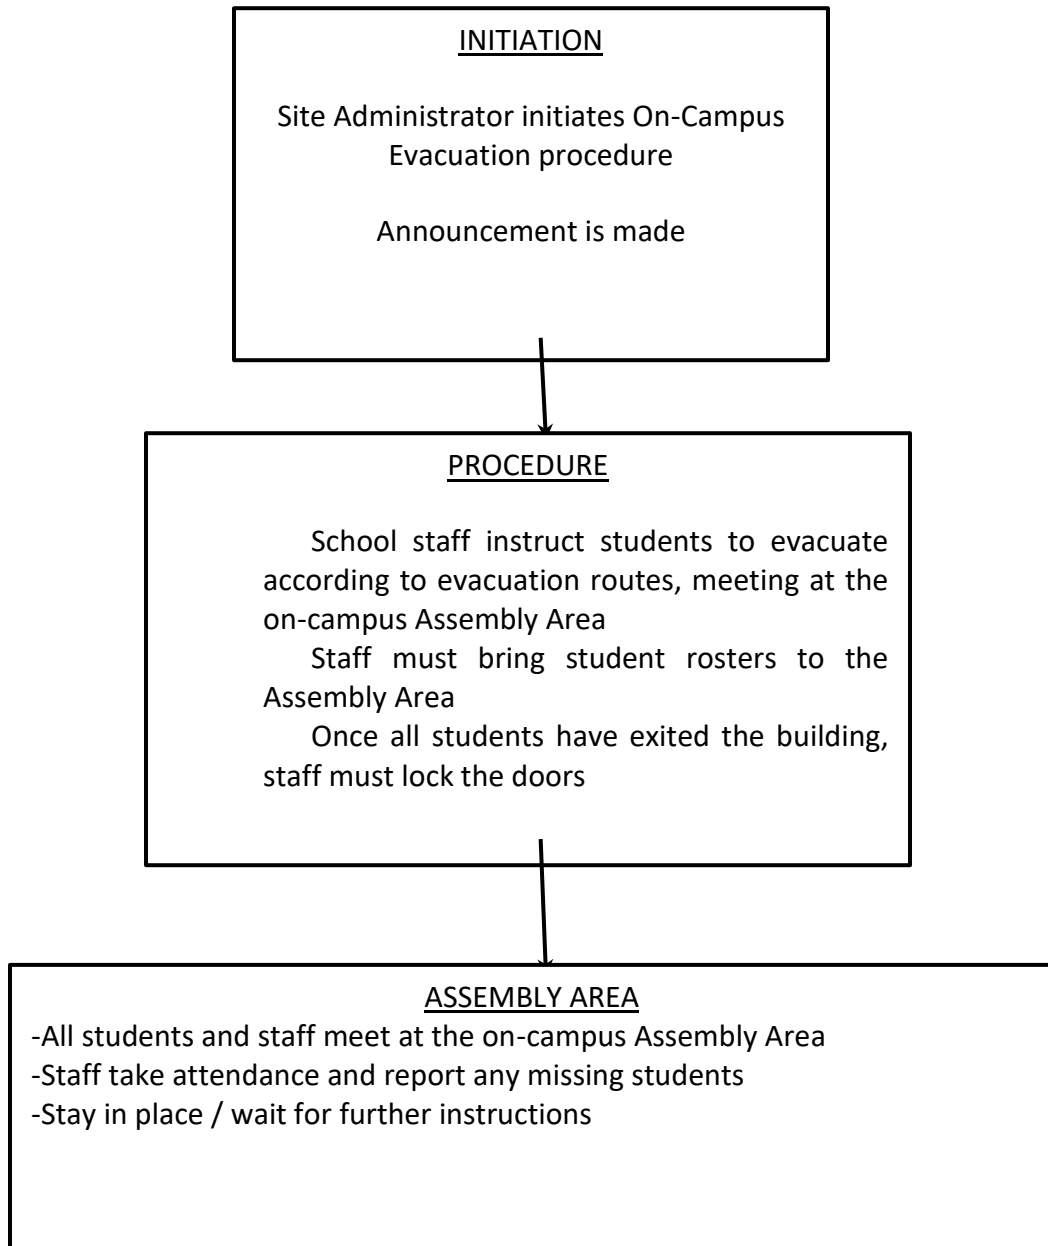 INITIATION
Site Administrator initiates On-Campus
Evacuation procedure
Announcement is made
PROCEDURE
School staff instruct students to evacuate
according to evacuation routes, meeting at the
on-campus Assembly Area
Staff must bring student rosters to the
Assembly Area
Once all students have exited the building,
staff must lock the doors
ASSEMBLY AREA
-All students and staff meet at the on-campus Assembly Area
-Staff take attendance and report any missing students
-Stay in place / wait for further instructions